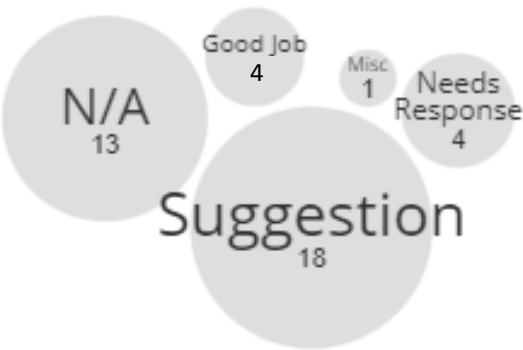 N/A
13
Good Job
4
Misc
1
Needs
Response
4
Suggestion
18